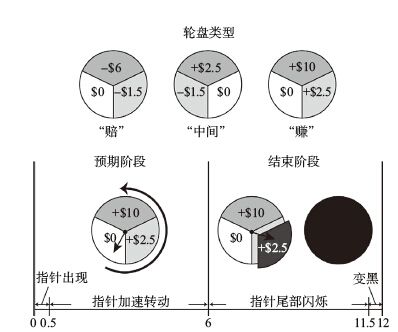 轮盘类型
−$6 +$2.5 +$10
$0 −$1.5 −$1.5 $0 $0 +$2.5
“赔” “中间” “赚”
预期阶段 结束阶段
+$10 +$10
$0 +$2.5 $0 +$2.5
指针出现 变黑
指针加速转动 指针尾部闪烁
0 0.5 6 11.5 12